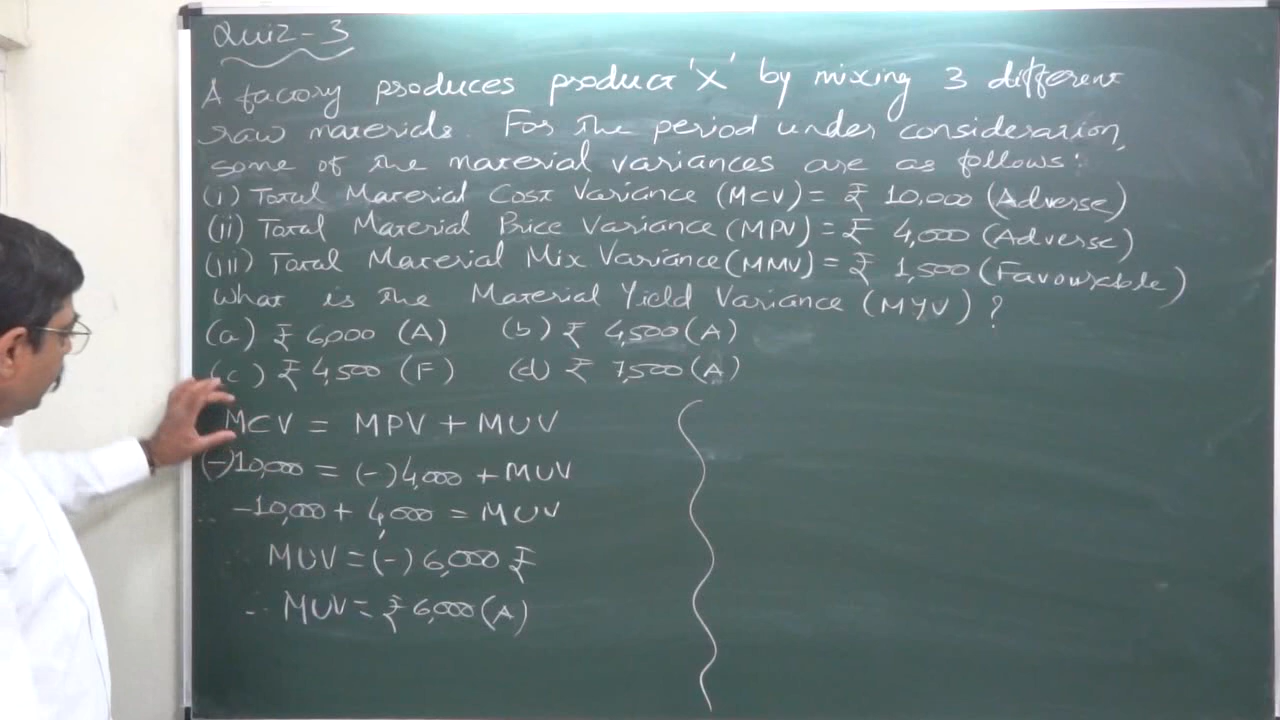 Quiz-3
A factory produces product 'X' by mixing 3 different
raw materials. For the period under consideration,
some of the material variances are as follows:
(i) Total Material Cost Variance (MCV) = ₹ 10,000 (Adverse)
(ii) Total Material Price Variance (MPV) = ₹ 4,000 (Adverse)
(iii) Total Material Mix Variance (MMV) = ₹ 1,500 (Favourable)
What is the Material Yield Variance (MYV) ?
(a) ₹ 6,000 (A) (b) ₹ 4,500 (A)
(c) ₹ 4,500 (F) (d) ₹ 7,500 (A)
MCV = MPV + MUV
(-)10,000 = (-) 4,000 + MUV
∴ -10,000 + 4,000 = MUV
∴ MUV = (-) 6,000 ₹
∴ MUV = ₹ 6,000 (A)